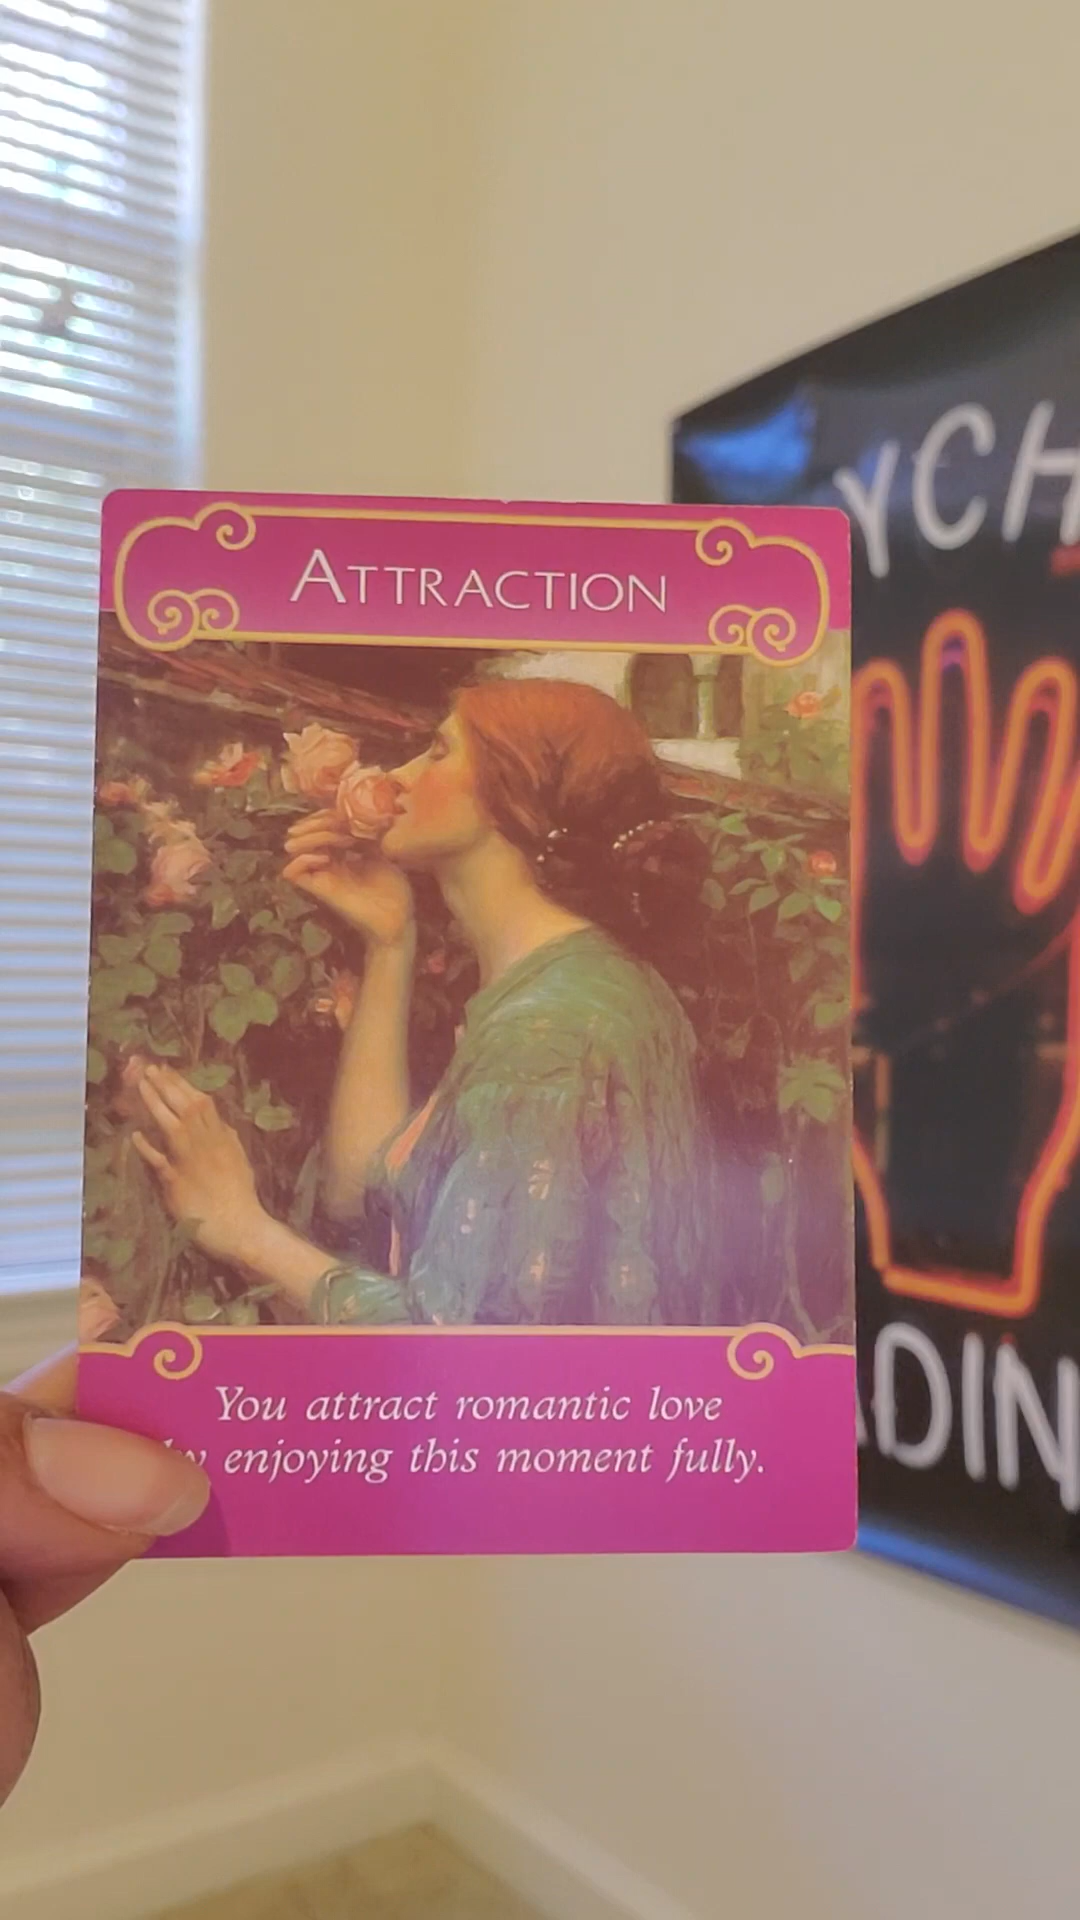 YCH
ATTRACTION
DIN
You attract romantic love
by enjoying this moment fully.